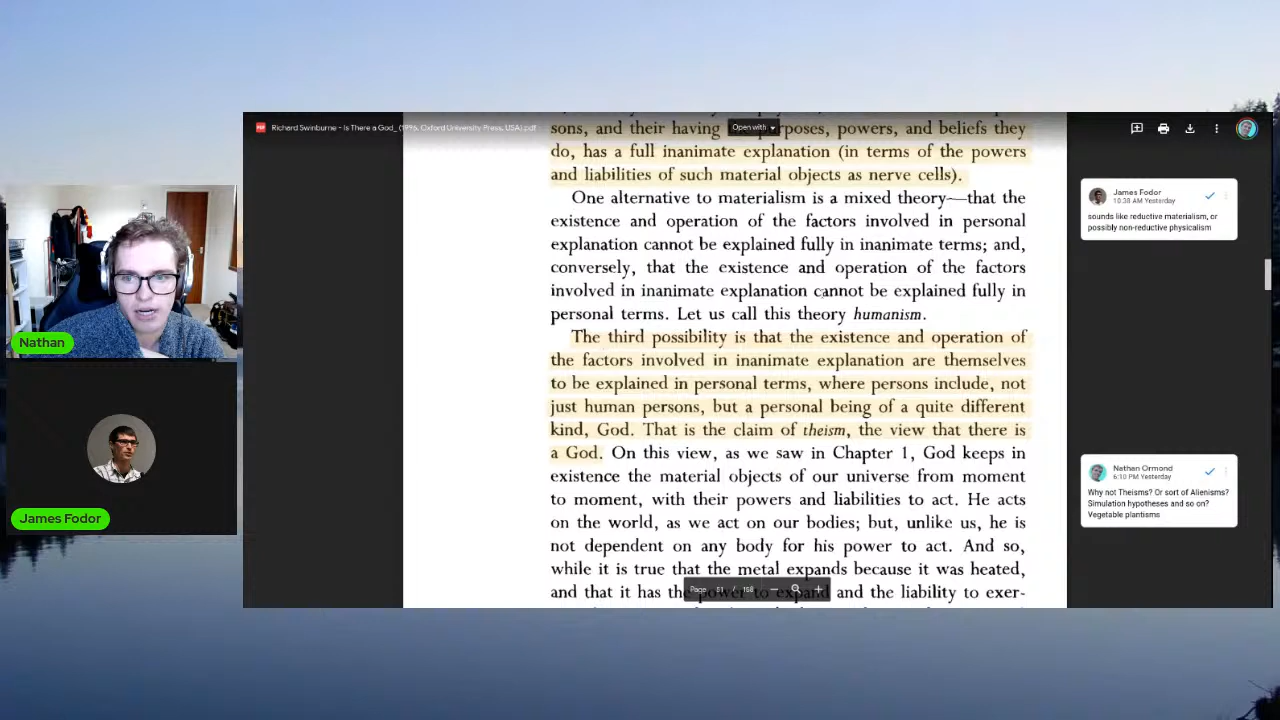 Richard Swinburne - Is There a God_ (1996, Oxford University Press, USA).pdf
Open with
sons, and their having the purposes, powers, and beliefs they
do, has a full inanimate explanation (in terms of the powers
and liabilities of such material objects as nerve cells).
One alternative to materialism is a mixed theory—that the
existence and operation of the factors involved in personal
explanation cannot be explained fully in inanimate terms; and,
conversely, that the existence and operation of the factors
involved in inanimate explanation cannot be explained fully in
personal terms. Let us call this theory humanism.
The third possibility is that the existence and operation of
the factors involved in inanimate explanation are themselves
to be explained in personal terms, where persons include, not
just human persons, but a personal being of a quite different
kind, God. That is the claim of theism, the view that there is
a God. On this view, as we saw in Chapter 1, God keeps in
existence the material objects of our universe from moment
to moment, with their powers and liabilities to act. He acts
on the world, as we act on our bodies; but, unlike us, he is
not dependent on any body for his power to act. And so,
while it is true that the metal expands because it was heated,
and that it has the power to expand and the liability to exer-
Page 51 / 158
James Fodor
10:38 AM Yesterday
sounds like reductive materialism, or
possibly non-reductive physicalism
Nathan Ormond
6:10 PM Yesterday
Why not Theisms? Or sort of Alienisms?
Simulation hypotheses and so on?
Vegetable plantisms
Nathan
James Fodor